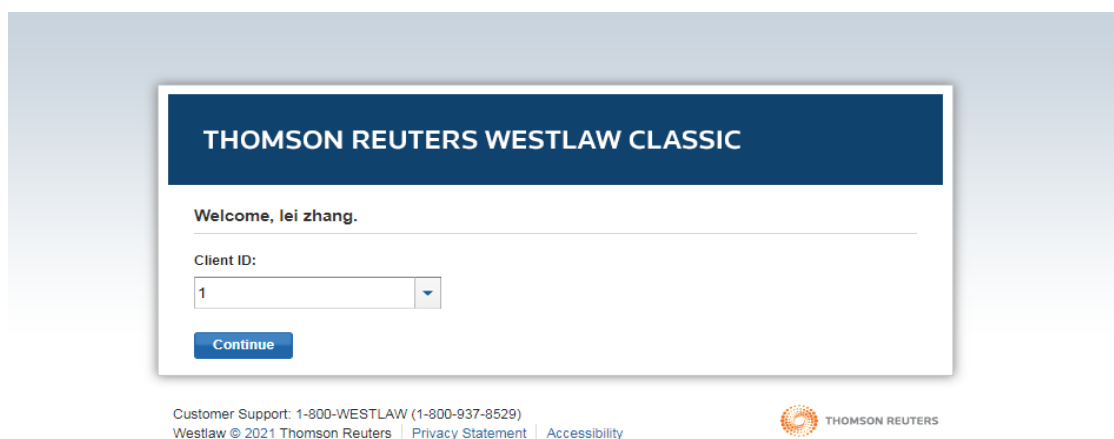 THOMSON REUTERS WESTLAW CLASSIC
Welcome, lei zhang.
Client ID:
1
Continue
Customer Support: 1-800-WESTLAW (1-800-937-8529)
Westlaw © 2021 Thomson Reuters | Privacy Statement | Accessibility
THOMSON REUTERS